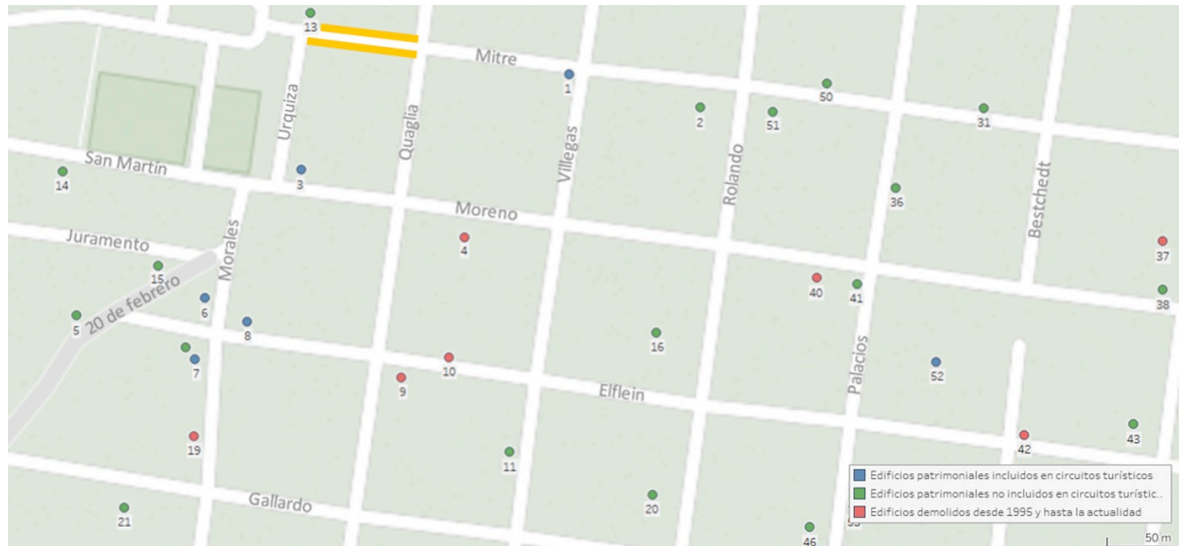 13
Mitre
1
50
2
51
31
Urquiza
Quaglia
Villegas
San Martín
3
14
Rolando
36
Bestchedt
Moreno
4
37
Juramento
Morales
15
40
41
38
20 de febrero
6
5
8
16
7
10
Palacios
52
9
Elflein
19
11
42
43
Gallardo
21
20
46
Edificios patrimoniales incluidos en circuitos turísticos
Edificios patrimoniales no incluidos en circuitos turístic..
Edificios demolidos desde 1995 y hasta la actualidad
50 m